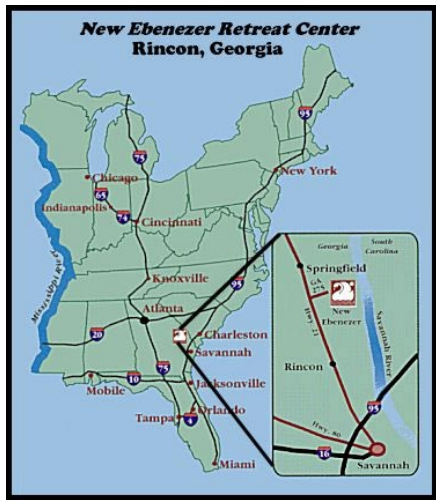 New Ebenezer Retreat Center
Rincon, Georgia
95
75
Chicago
65
New York
Indianapolis
74
Cincinnati
Mississippi River
Knoxville
95
Atlanta
20
Charleston
Savannah
75
10
Mobile
Jacksonville
Orlando
Tampa
4
Miami
Georgia
South
Carolina
Springfield
GA
275
New
Ebenezer
Hwy. 21
Savannah River
Rincon
95
Hwy. 80
16
Savannah